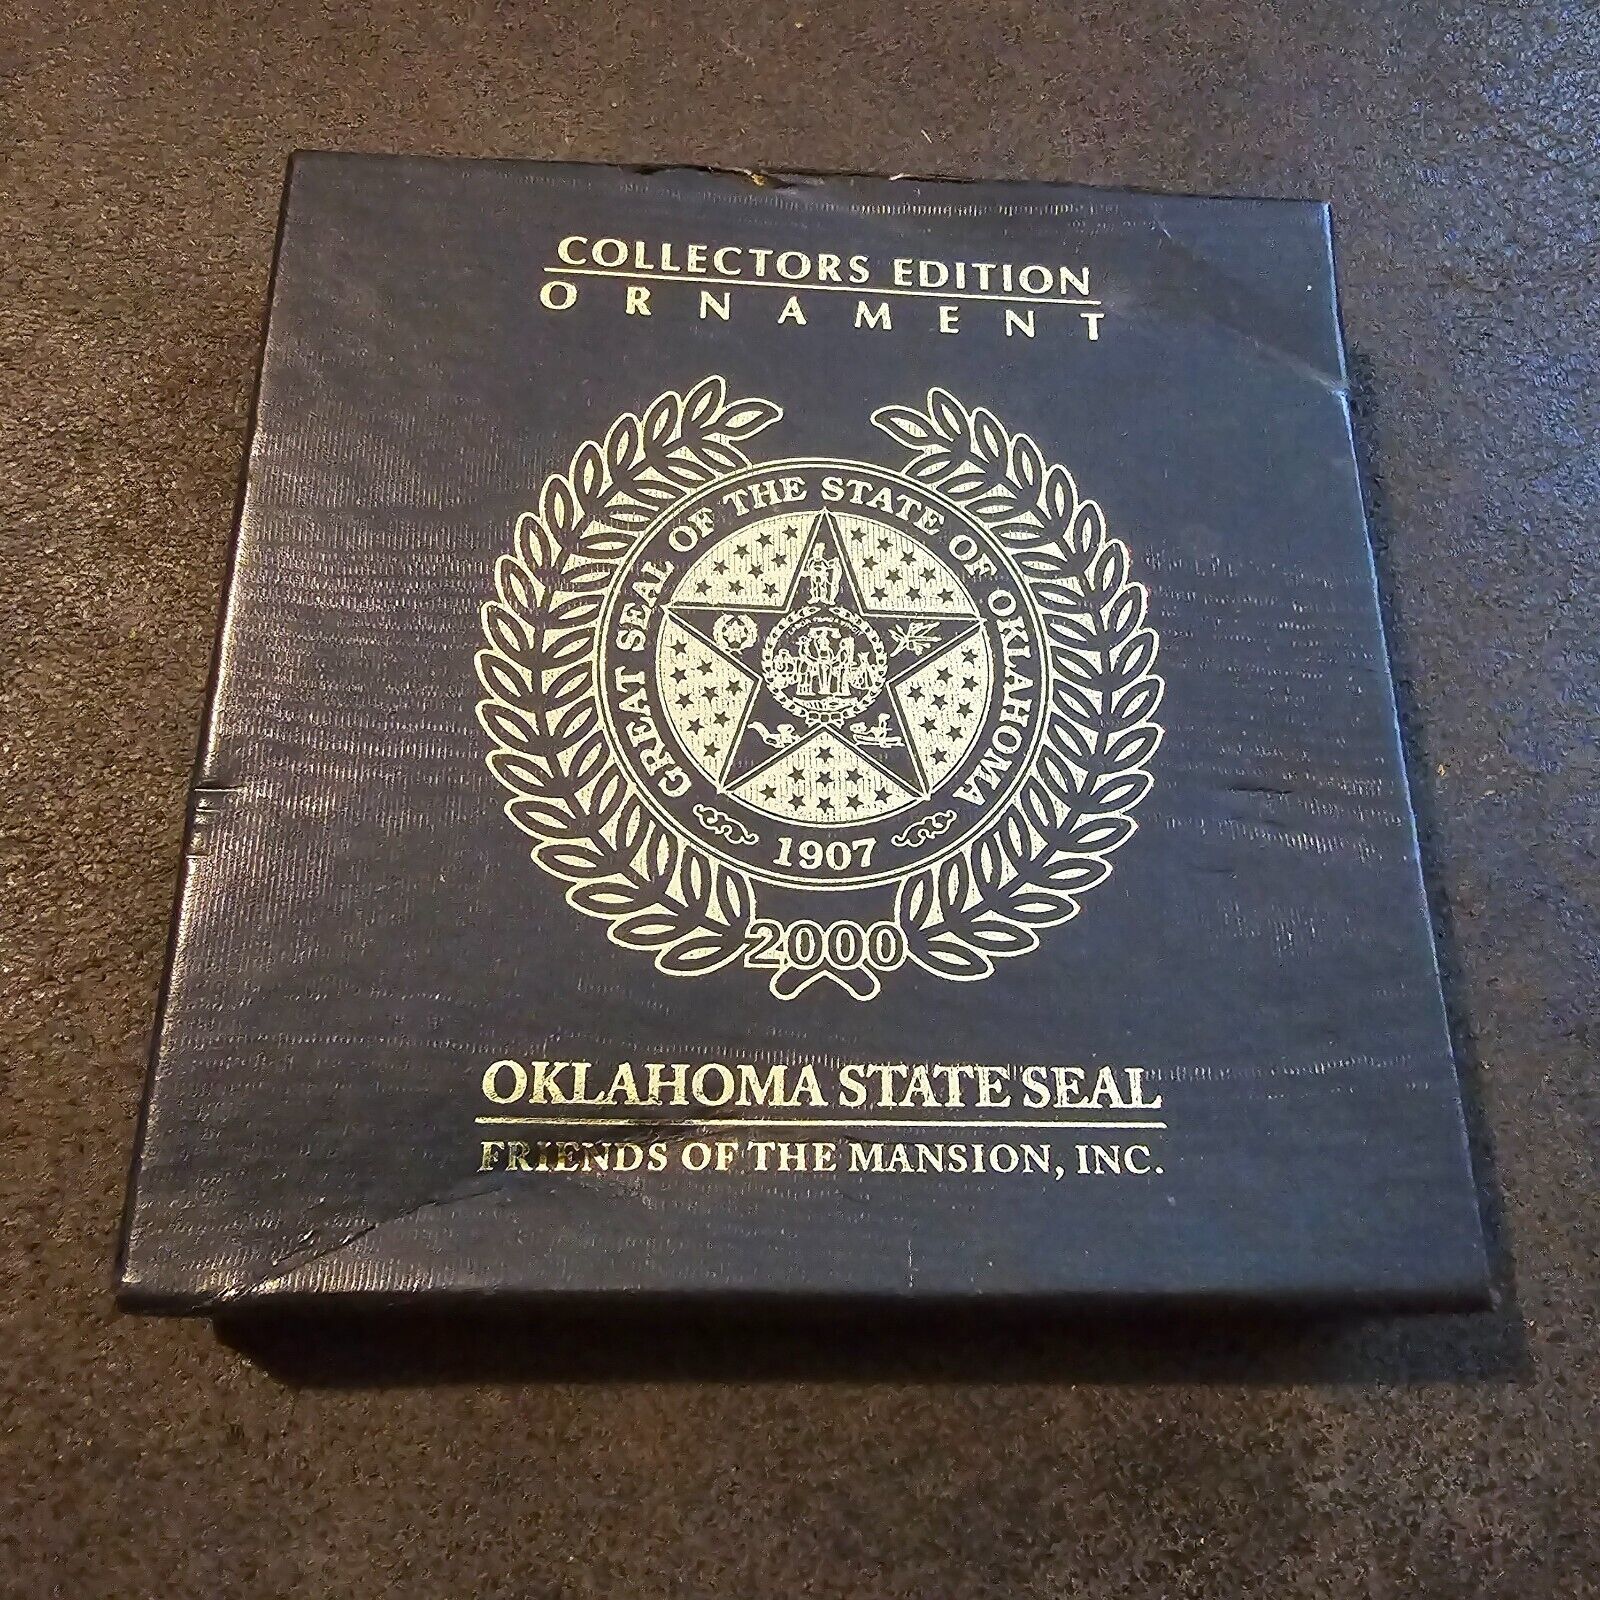 COLLECTORS EDITION
ORNAMENT
GREAT SEAL OF THE STATE OF OKLAHOMA
1907
2000
OKLAHOMA STATE SEAL
FRIENDS OF THE MANSION, INC.